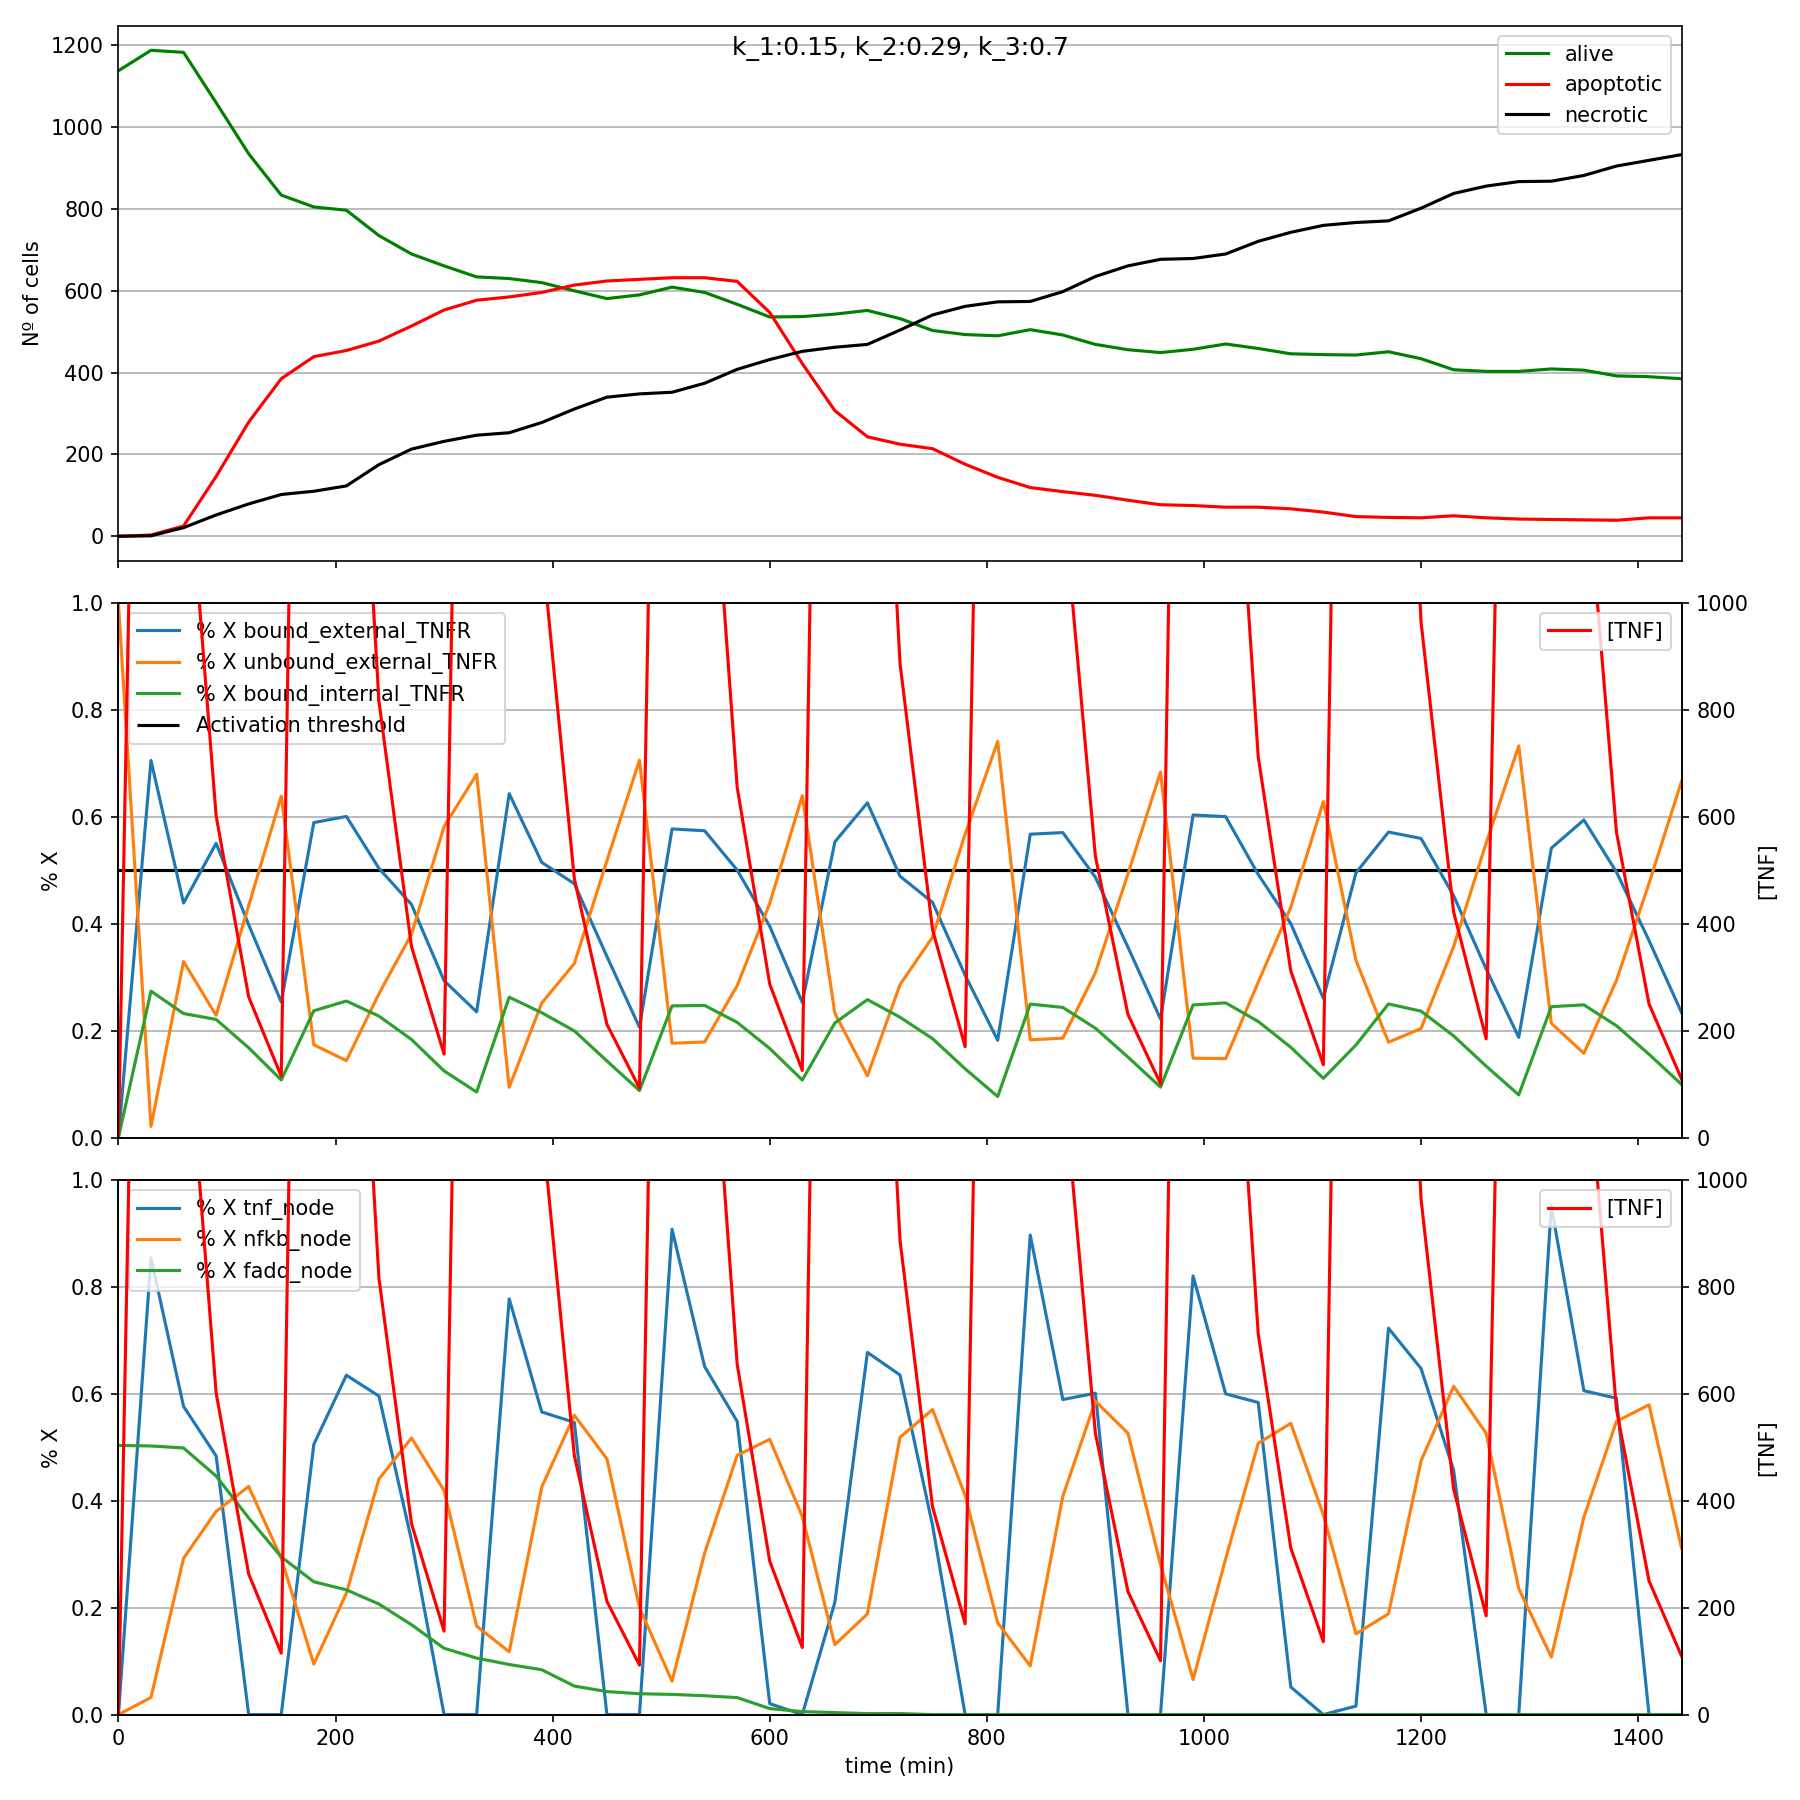 k_1:0.15, k_2:0.29, k_3:0.7
alive
apoptotic
necrotic
1200
1000
800
600
400
200
0
Nº of cells
% X bound_external_TNFR
% X unbound_external_TNFR
% X bound_internal_TNFR
Activation threshold
[TNF]
1.0
0.8
0.6
0.4
0.2
0.0
% X
1000
800
600
400
200
0
[TNF]
% X tnf_node
% X nfkb_node
% X fadd_node
[TNF]
1.0
0.8
0.6
0.4
0.2
0.0
% X
1000
800
600
400
200
0
[TNF]
0 200 400 600 800 1000 1200 1400
time (min)